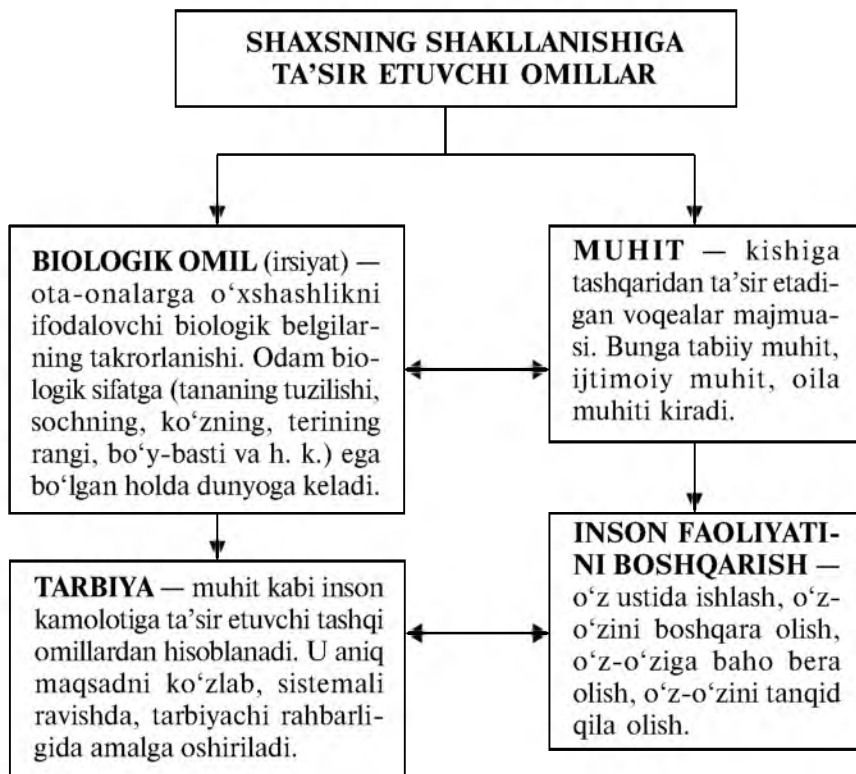 SHAXSNING SHAKLLANISHIGA
TA’SIR ETUVCHI OMILLAR
BIOLOGIK OMIL (irsiyat) —
ota-onalarga o‘xshashlikni
ifodalovchi biologik belgilar-
ning takrorlanishi. Odam bio-
logik sifatga (tananing tuzilishi,
sochning, ko‘zning, terining
rangi, bo‘y-basti va h. k.) ega
bo‘lgan holda dunyoga keladi.
MUHIT — kishiga
tashqaridan ta’sir etadi-
gan voqealar majmua-
si. Bunga tabiiy muhit,
ijtimoiy muhit, oila
muhiti kiradi.
TARBIYA — muhit kabi inson
kamolotiga ta’sir etuvchi tashqi
omillardan hisoblanadi. U aniq
maqsadni ko‘zlab, sistemali
ravishda, tarbiyachi rahbarli-
gida amalga oshiriladi.
INSON FAOLIYATI-
NI BOSHQARISH —
o‘z ustida ishlash, o‘z-
o‘zini boshqara olish,
o‘z-o‘ziga baho bera
olish, o‘z-o‘zini tanqid
qila olish.